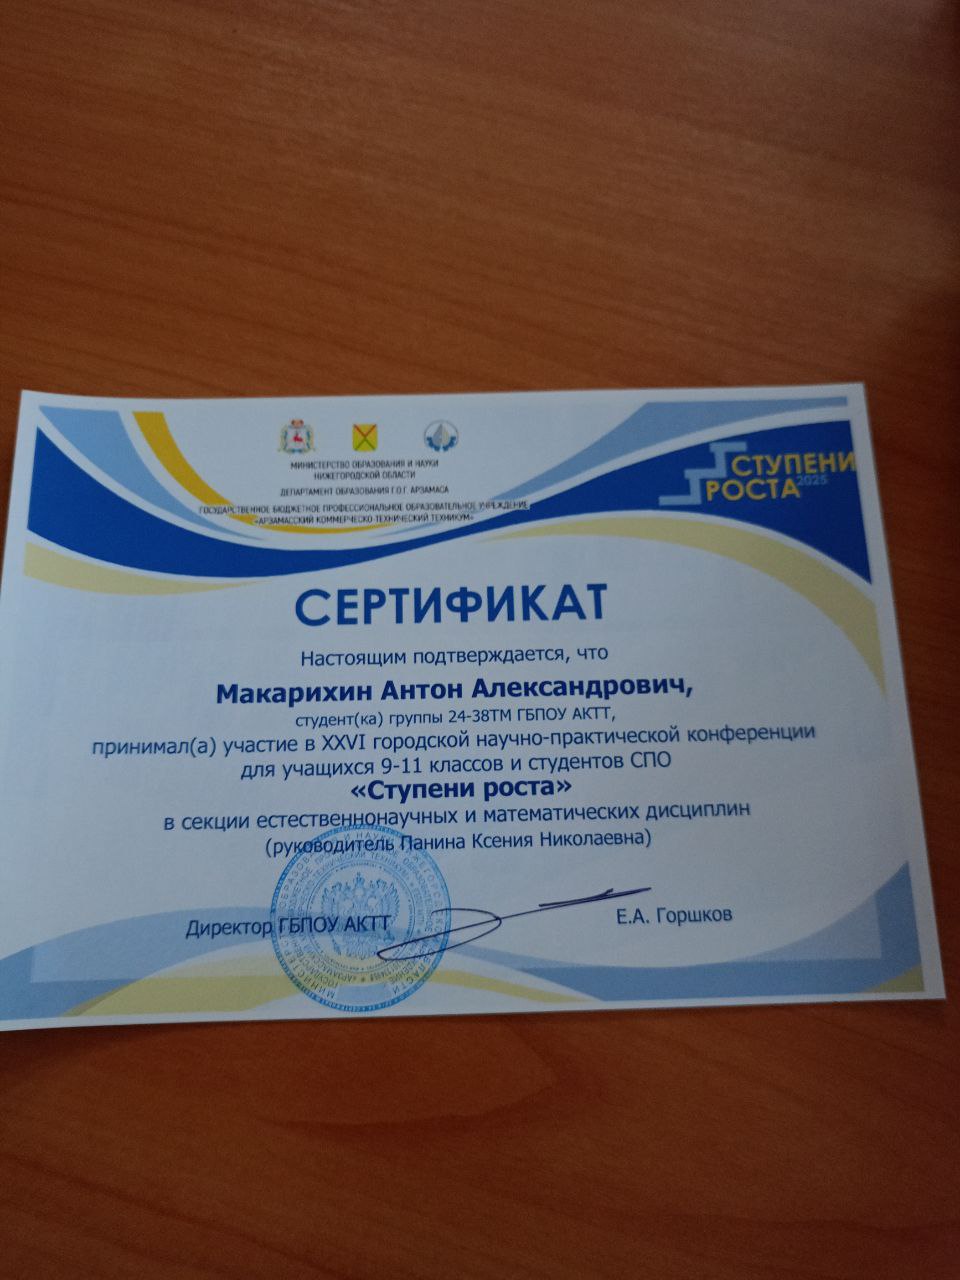 МИНИСТЕРСТВО ОБРАЗОВАНИЯ И НАУКИ
НИЖЕГОРОДСКОЙ ОБЛАСТИ
ДЕПАРТАМЕНТ ОБРАЗОВАНИЯ Г.О.Г. АРЗАМАСА
ГОСУДАРСТВЕННОЕ БЮДЖЕТНОЕ ПРОФЕССИОНАЛЬНОЕ ОБРАЗОВАТЕЛЬНОЕ УЧРЕЖДЕНИЕ
«АРЗАМАССКИЙ КОММЕРЧЕСКО-ТЕХНИЧЕСКИЙ ТЕХНИКУМ»
СТУПЕНИ
РОСТА 2025
СЕРТИФИКАТ
Настоящим подтверждается, что
Макарихин Антон Александрович,
студент(ка) группы 24-38ТМ ГБПОУ АКТТ,
принимал(а) участие в XXVI городской научно-практической конференции
для учащихся 9-11 классов и студентов СПО
«Ступени роста»
в секции естественнонаучных и математических дисциплин
(руководитель Панина Ксения Николаевна)
Директор ГБПОУ АКТТ
Е.А. Горшков